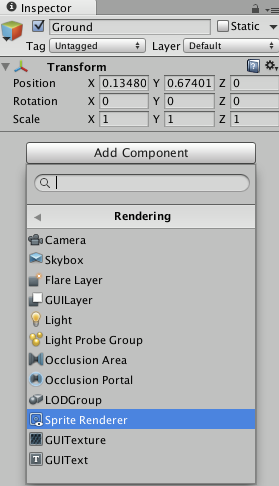 Inspector
Ground Static
Tag Untagged Layer Default
Transform
Position X 0.13480 Y 0.67401 Z 0
Rotation X 0 Y 0 Z 0
Scale X 1 Y 1 Z 1
Add Component
Rendering
Camera
Skybox
Flare Layer
GUILayer
Light
Light Probe Group
Occlusion Area
Occlusion Portal
LODGroup
Sprite Renderer
GUITexture
GUIText